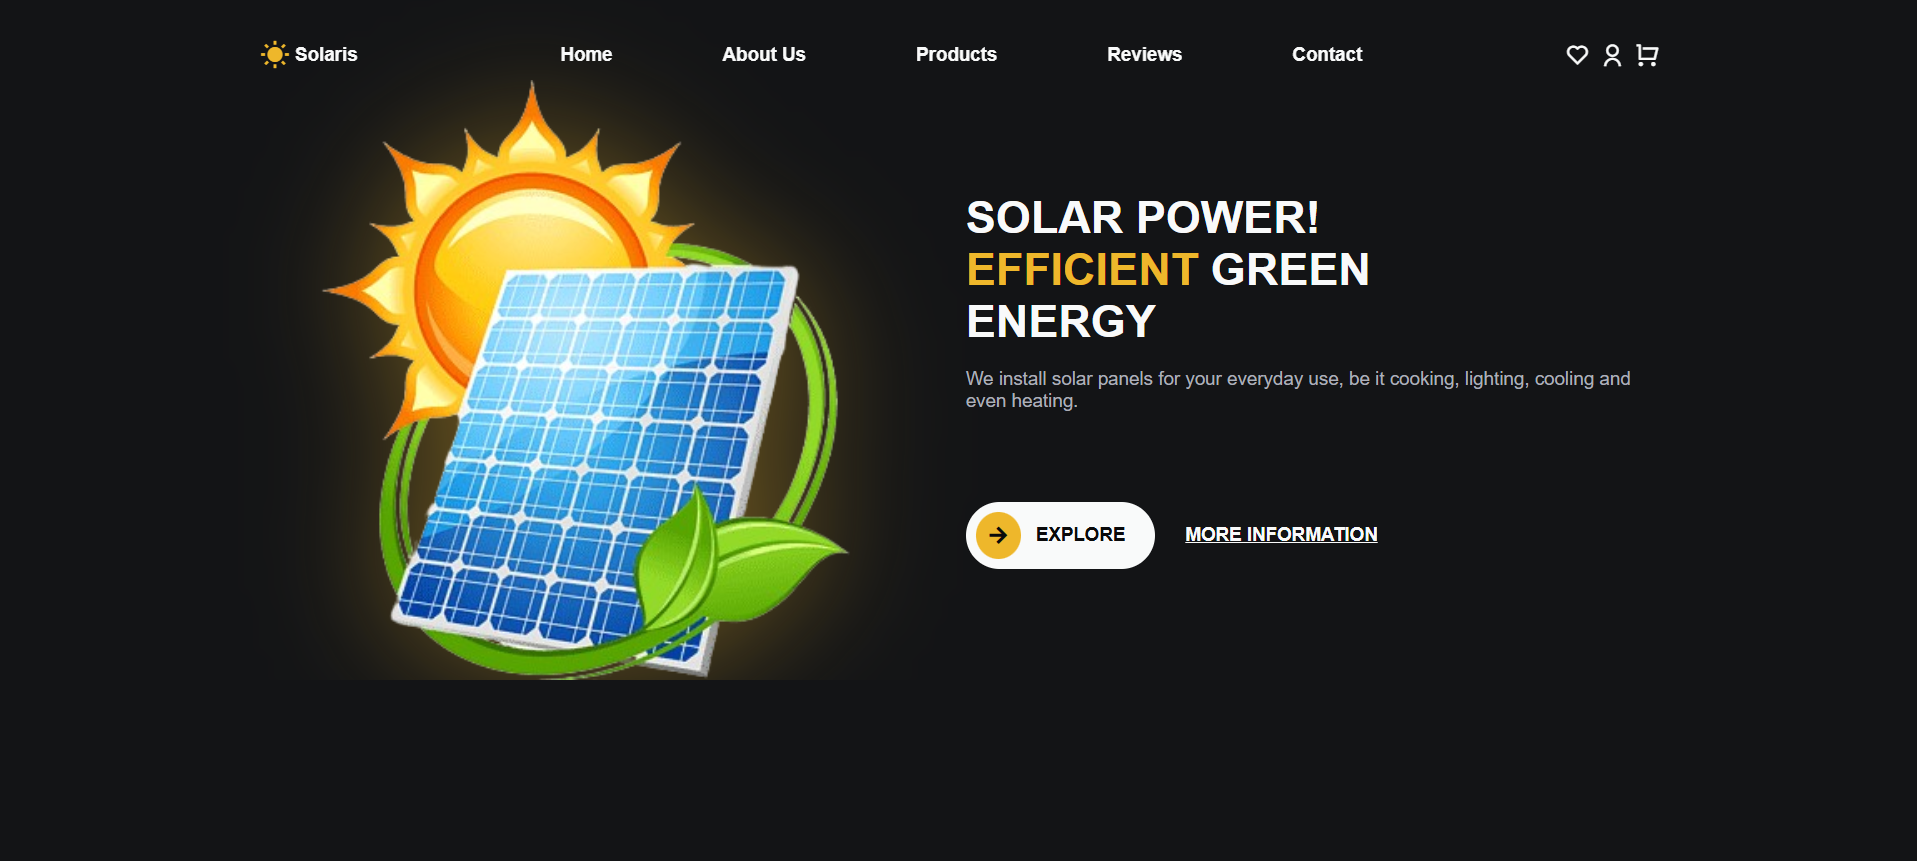 Solaris
Home
About Us
Products
Reviews
Contact
SOLAR POWER!
EFFICIENT GREEN
ENERGY
We install solar panels for your everyday use, be it cooking, lighting, cooling and
even heating.
EXPLORE
MORE INFORMATION